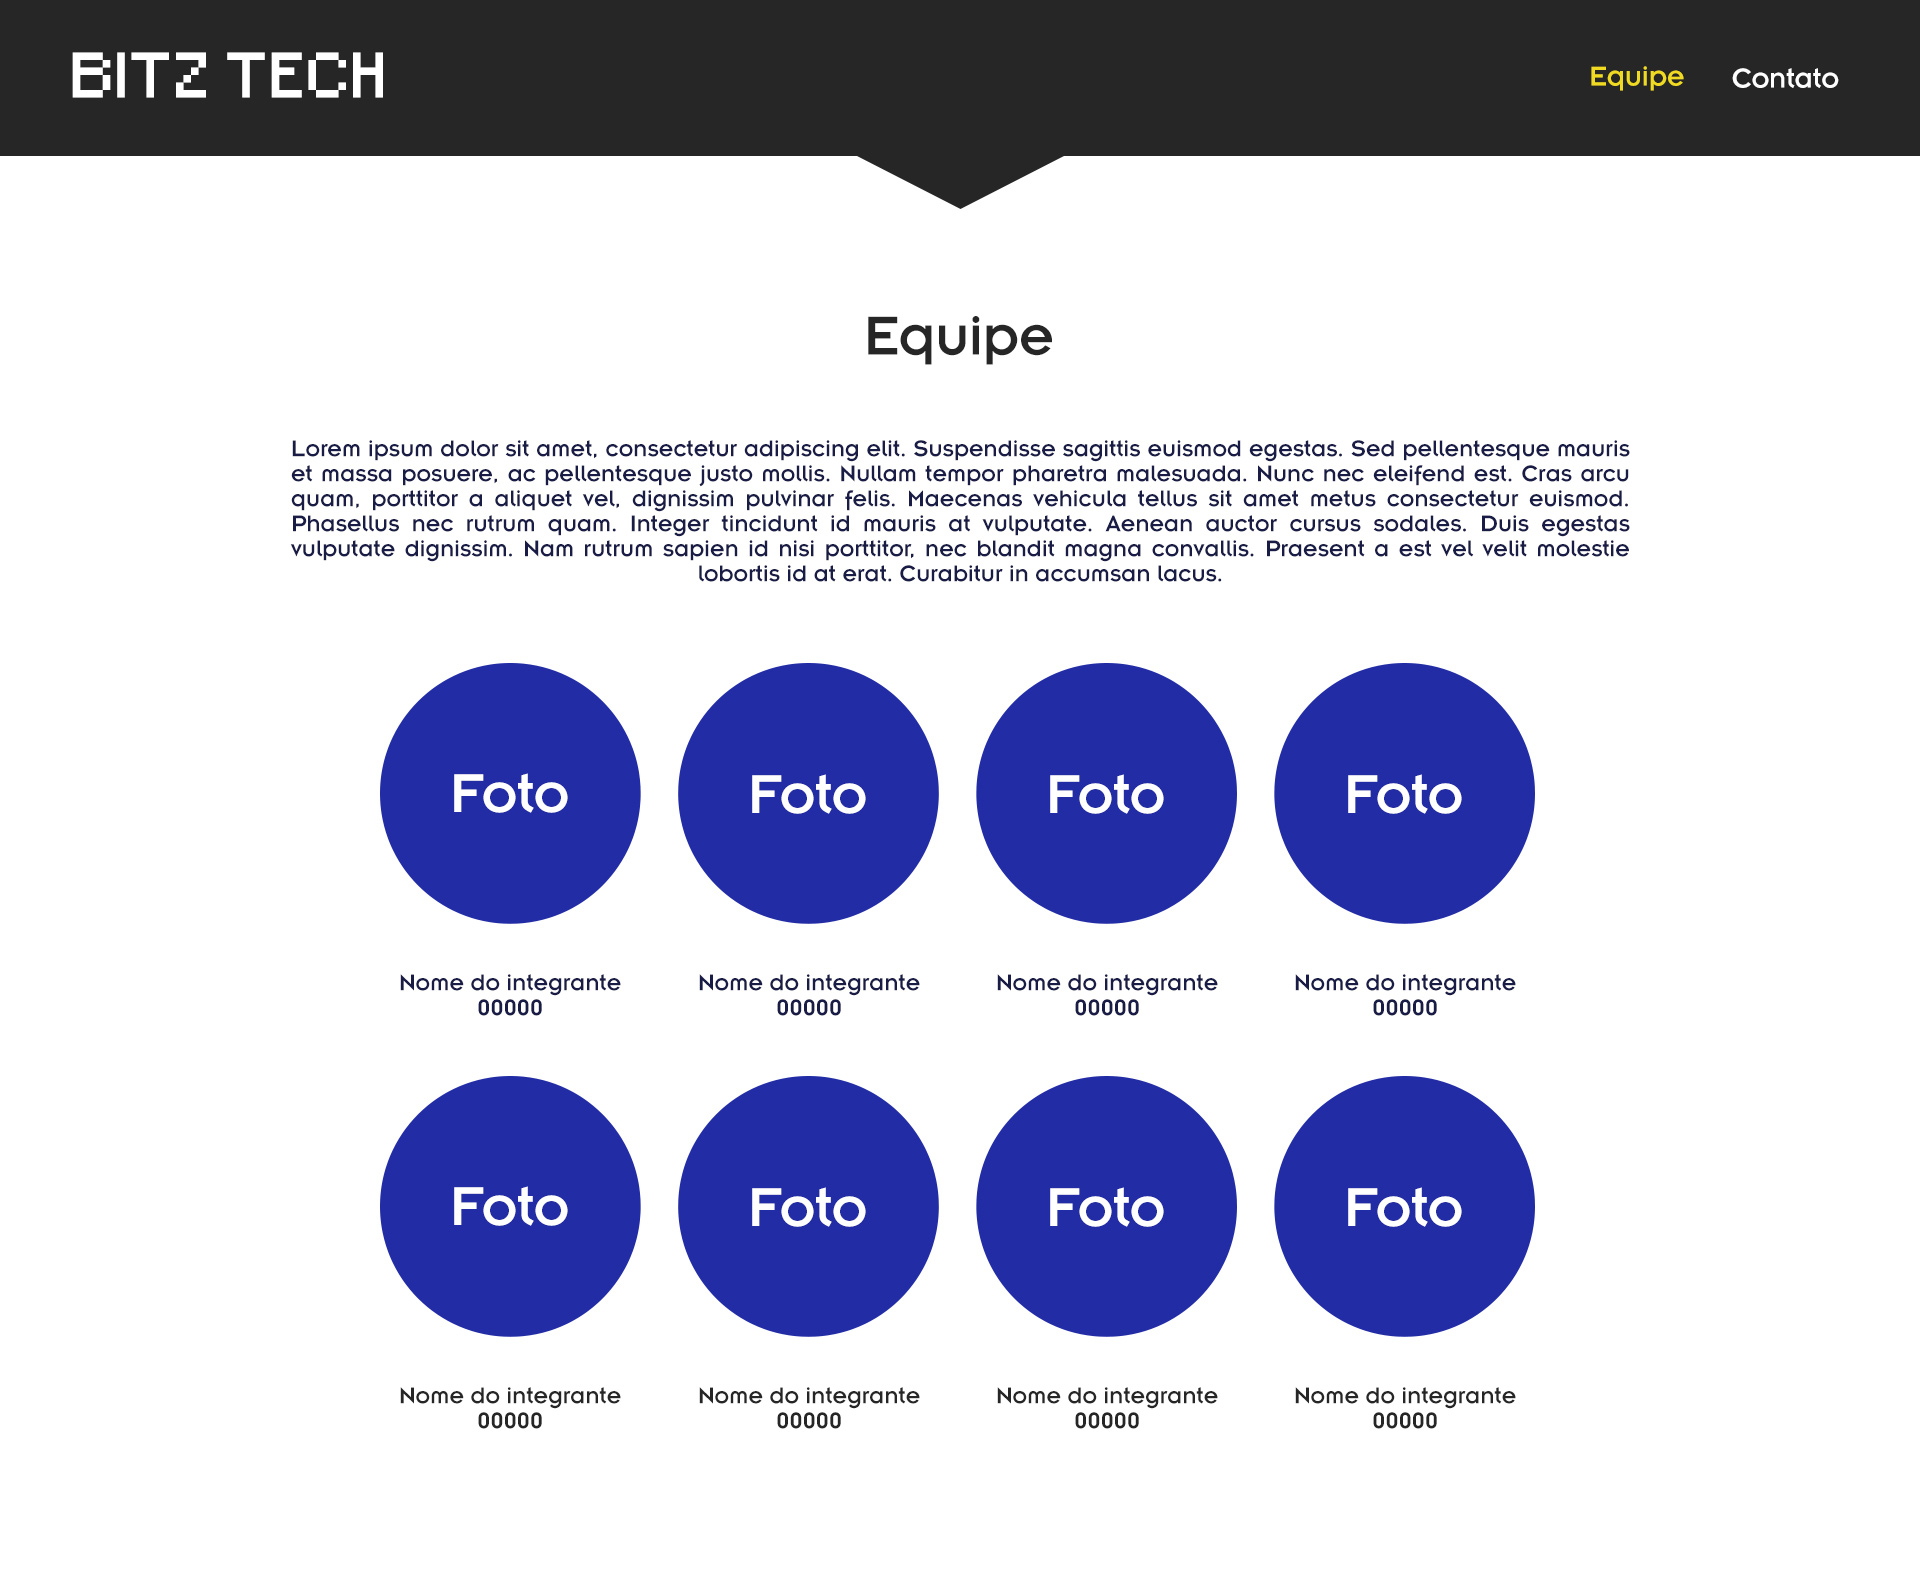 BITZ TECH
Equipe Contato
Equipe
Lorem ipsum dolor sit amet, consectetur adipiscing elit. Suspendisse sagittis euismod egestas. Sed pellentesque mauris
et massa posuere, ac pellentesque justo mollis. Nullam tempor pharetra malesuada. Nunc nec eleifend est. Cras arcu
quam, porttitor a aliquet vel, dignissim pulvinar felis. Maecenas vehicula tellus sit amet metus consectetur euismod.
Phasellus nec rutrum quam. Integer tincidunt id mauris at vulputate. Aenean auctor cursus sodales. Duis egestas
vulputate dignissim. Nam rutrum sapien id nisi porttitor, nec blandit magna convallis. Praesent a est vel velit molestie
lobortis id at erat. Curabitur in accumsan lacus.
Foto Foto Foto Foto
Nome do integrante Nome do integrante Nome do integrante Nome do integrante
00000 00000 00000 00000
Foto Foto Foto Foto
Nome do integrante Nome do integrante Nome do integrante Nome do integrante
00000 00000 00000 00000